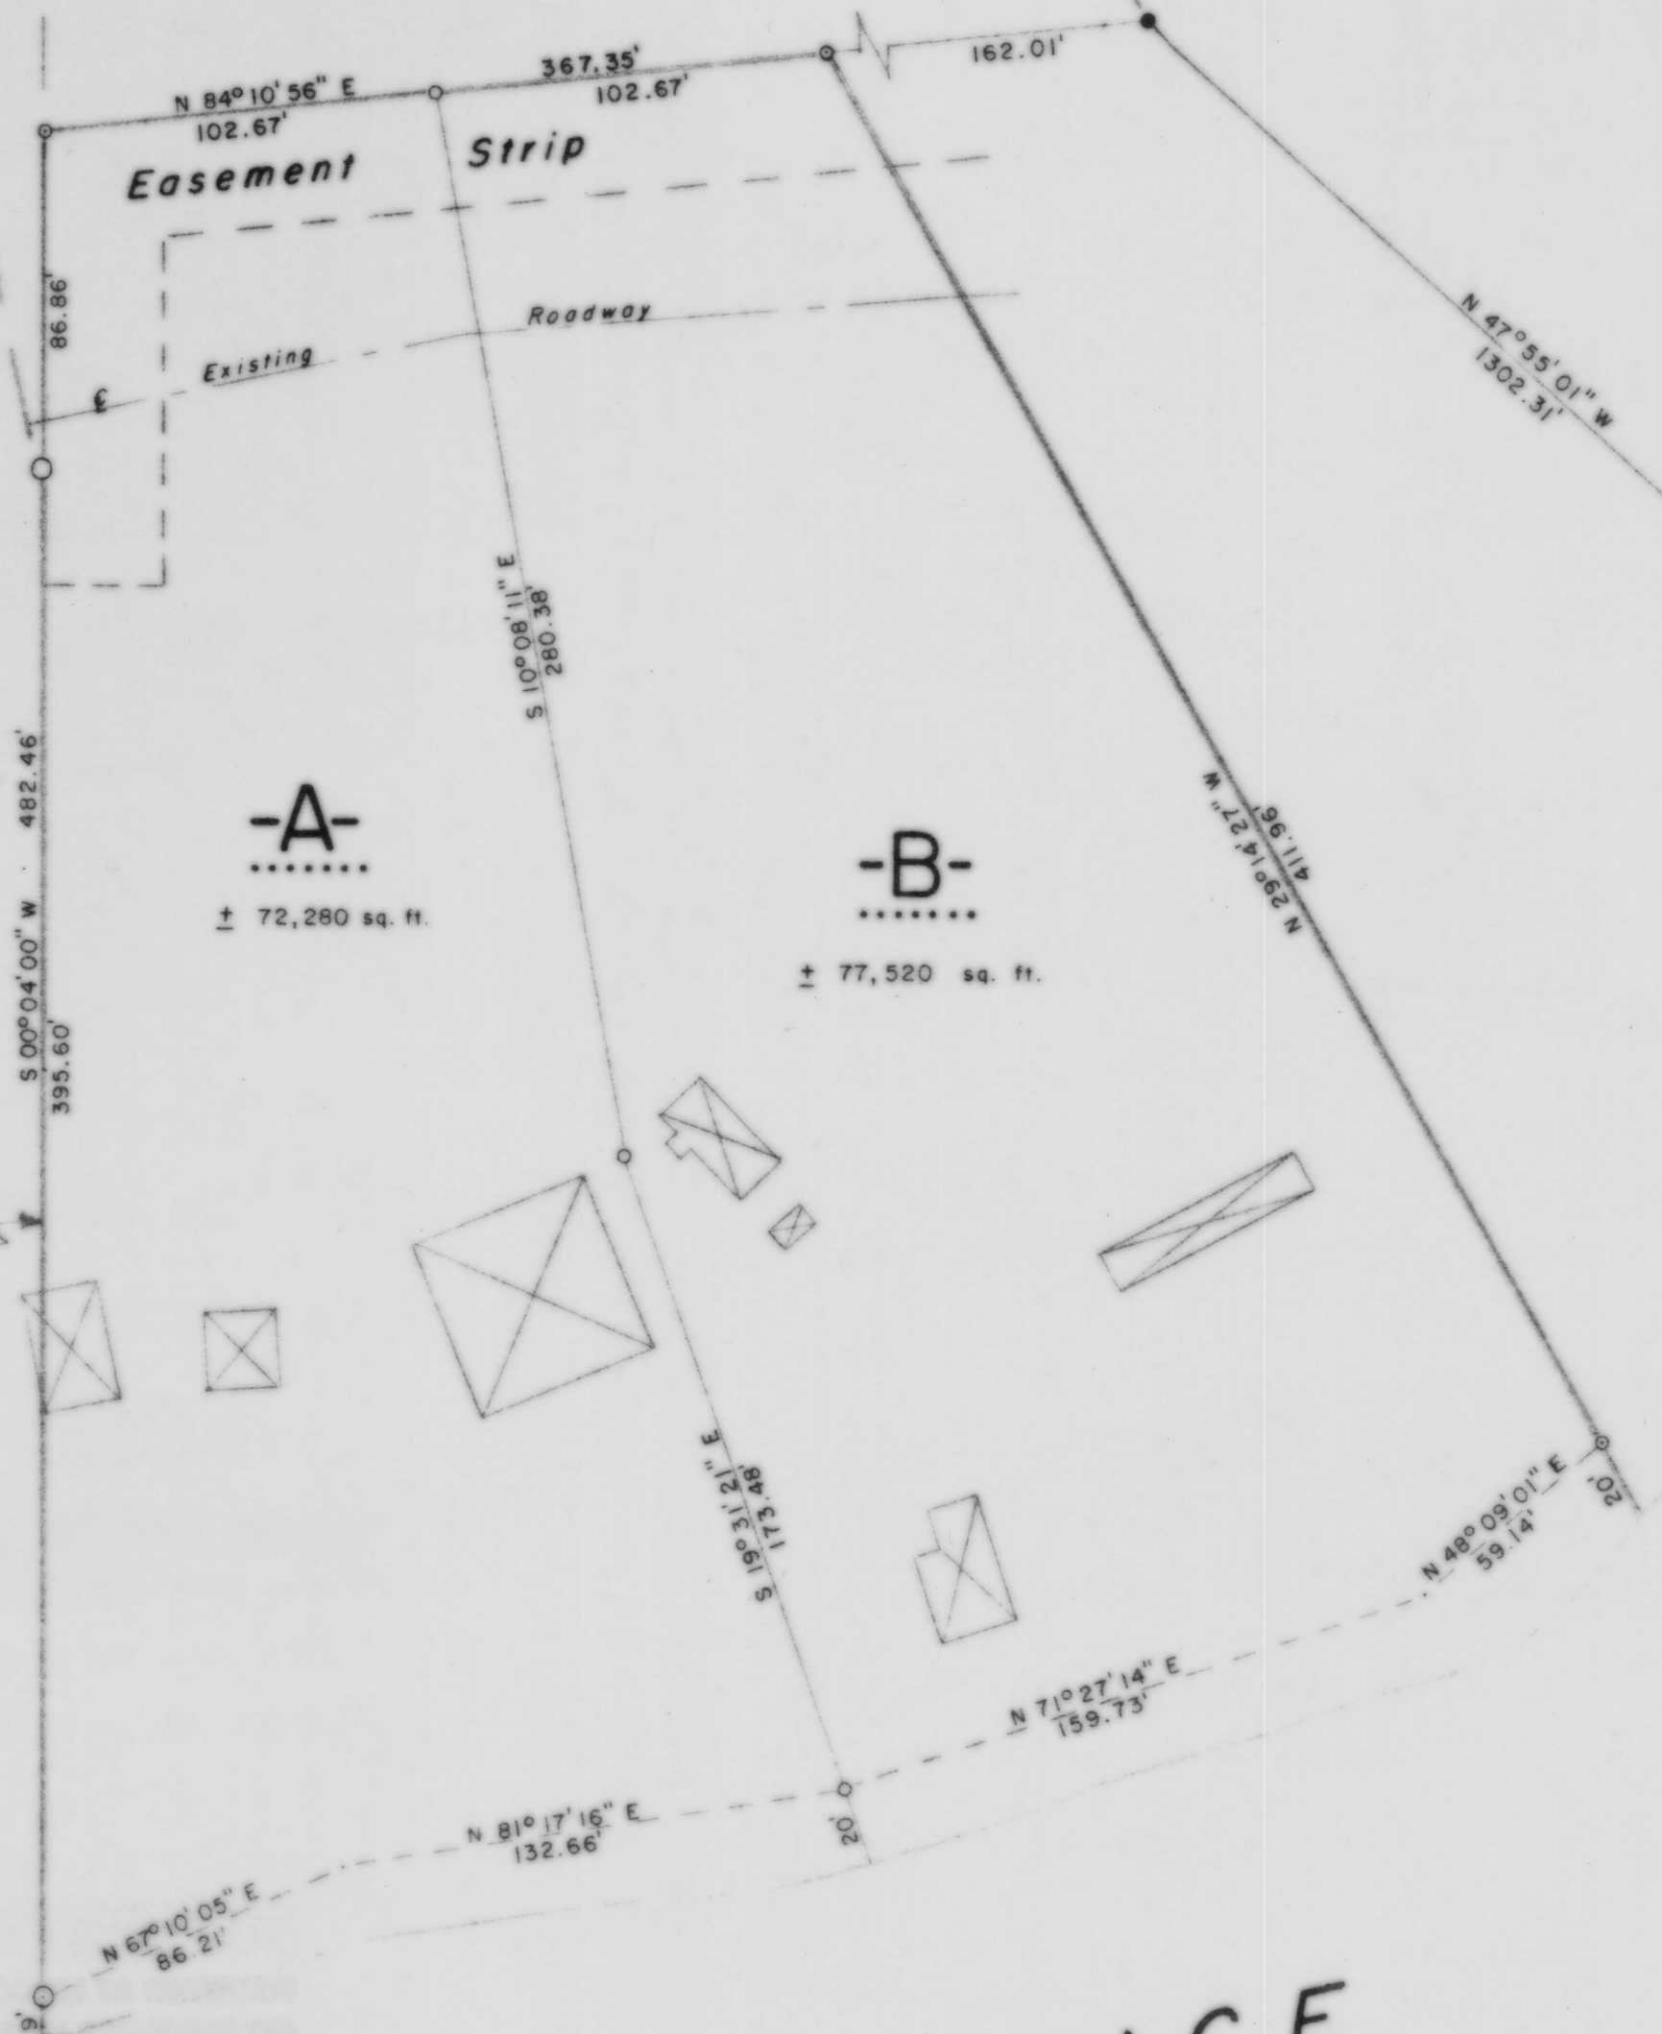 367.35'
162.01'
N 84° 10' 56" E
102.67'
102.67'
Easement Strip
86.86'
N 47° 55' 01" W
1302.31'
Existing Roadway
℄
S 10° 08' 11" E
280.38'
S 00° 04' 00" W 482.46'
395.60'
-A-
± 72,280 sq. ft.
-B-
± 77,520 sq. ft.
N 29° 14' 27" W
411.96'
S 19° 31' 21" E
173.48'
N 48° 09' 01" E
59.14'
20'
N 71° 27' 14" E
159.73'
N 81° 17' 16" E
132.66'
20'
N 67° 10' 05" E
86.21'
9'